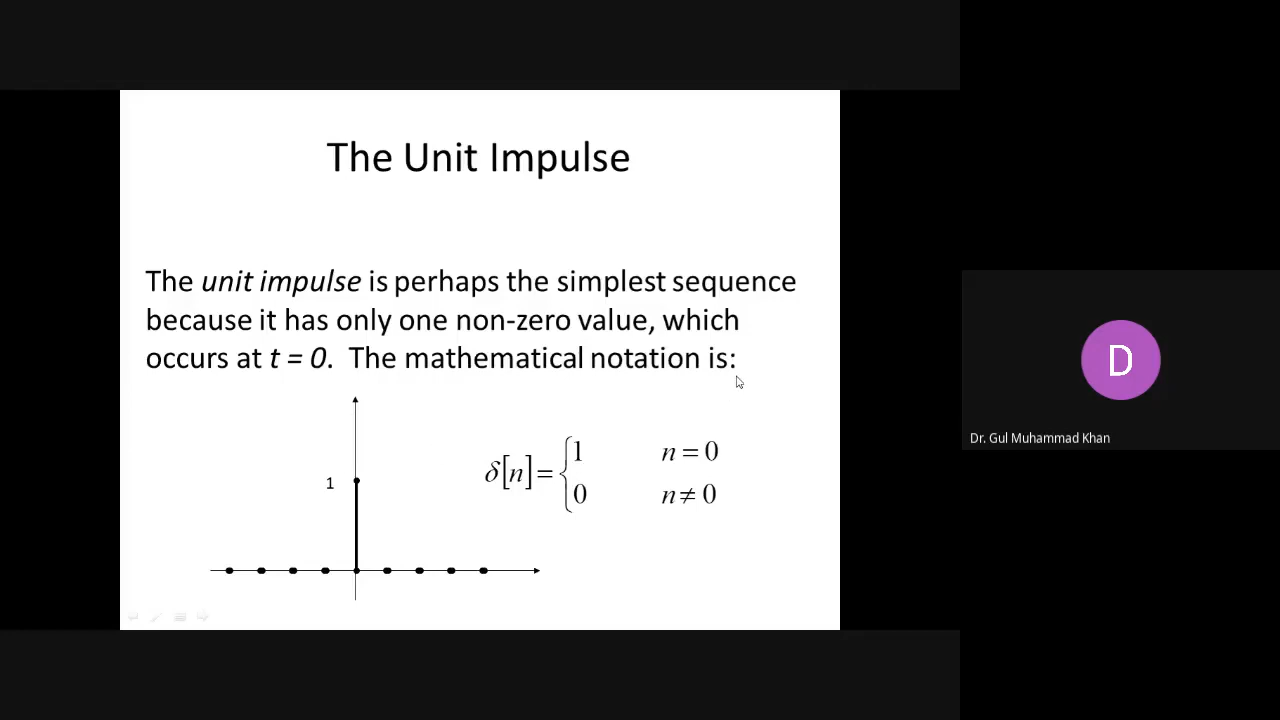 The Unit Impulse
The unit impulse is perhaps the simplest sequence
because it has only one non-zero value, which
occurs at t = 0. The mathematical notation is:
1
δ[n] = { 1 n = 0
0 n ≠ 0
D
Dr. Gul Muhammad Khan